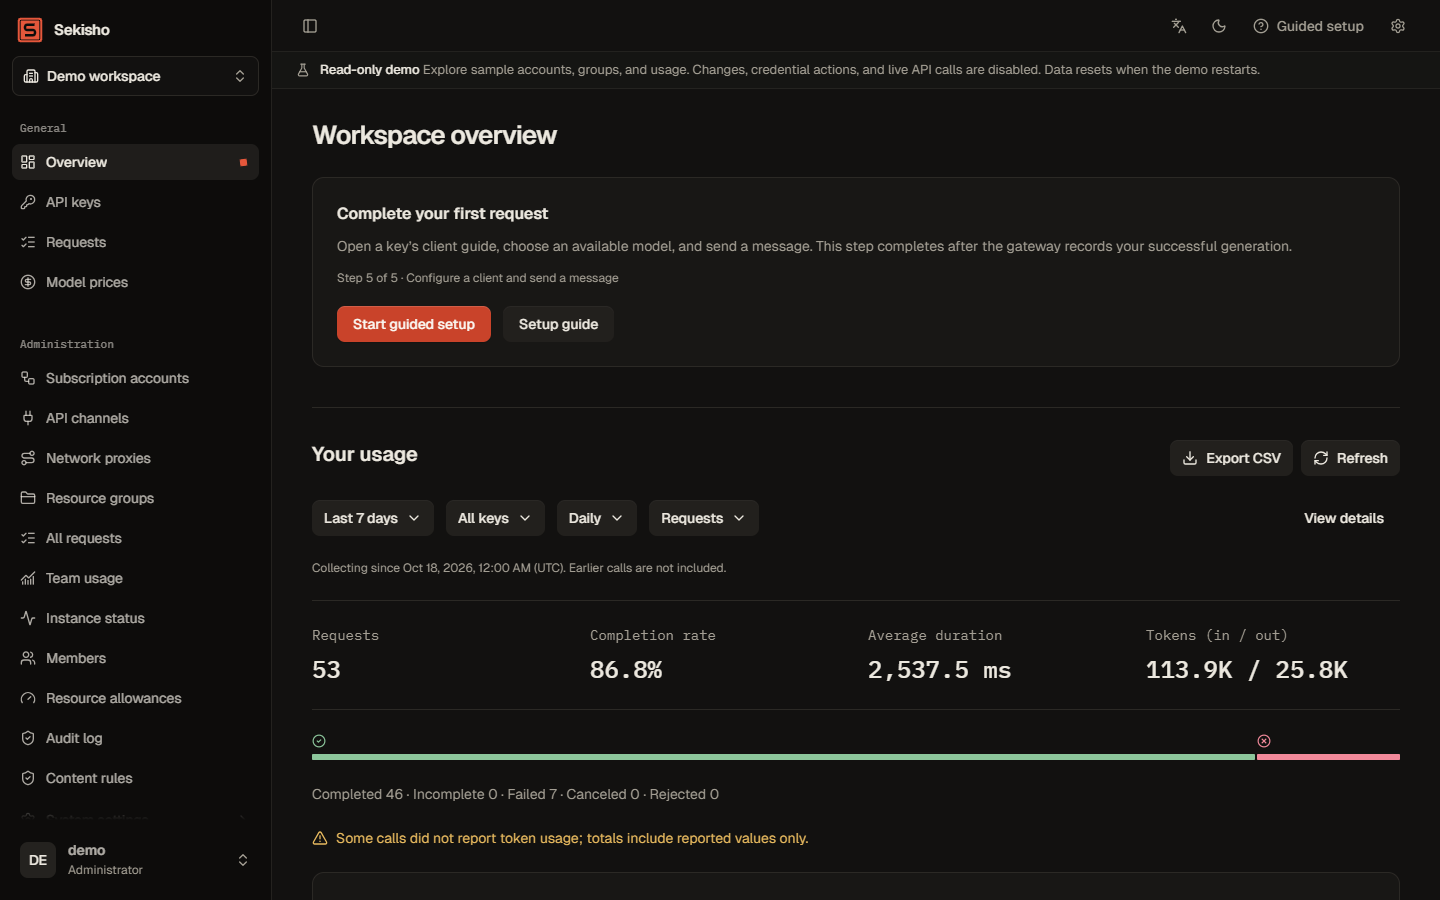 Sekisho
Demo workspace
General
Overview
API keys
Requests
Model prices
Administration
Subscription accounts
API channels
Network proxies
Resource groups
All requests
Team usage
Instance status
Members
Resource allowances
Audit log
Content rules
System settings
DE
demo
Administrator
Guided setup
Read-only demo Explore sample accounts, groups, and usage. Changes, credential actions, and live API calls are disabled. Data resets when the demo restarts.
Workspace overview
Complete your first request
Open a key's client guide, choose an available model, and send a message. This step completes after the gateway records your successful generation.
Step 5 of 5 · Configure a client and send a message
Start guided setup
Setup guide
Your usage
Export CSV
Refresh
Last 7 days
All keys
Daily
Requests
View details
Collecting since Oct 18, 2026, 12:00 AM (UTC). Earlier calls are not included.
Requests
53
Completion rate
86.8%
Average duration
2,537.5 ms
Tokens (in / out)
113.9K / 25.8K
Completed 46 · Incomplete 0 · Failed 7 · Canceled 0 · Rejected 0
Some calls did not report token usage; totals include reported values only.